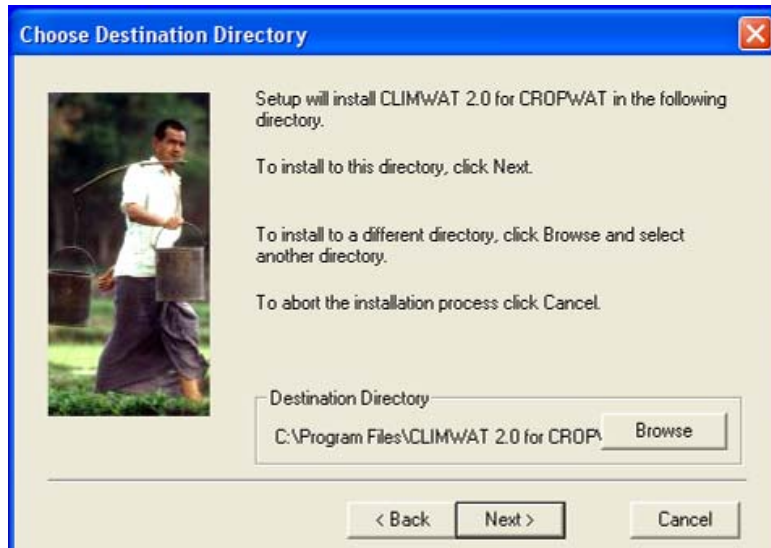 Choose Destination Directory
Setup will install CLIMWAT 2.0 for CROPWAT in the following
directory.
To install to this directory, click Next.
To install to a different directory, click Browse and select
another directory.
To abort the installation process click Cancel.
Destination Directory
C:\Program Files\CLIMWAT 2.0 for CROP\
Browse
< Back
Next >
Cancel